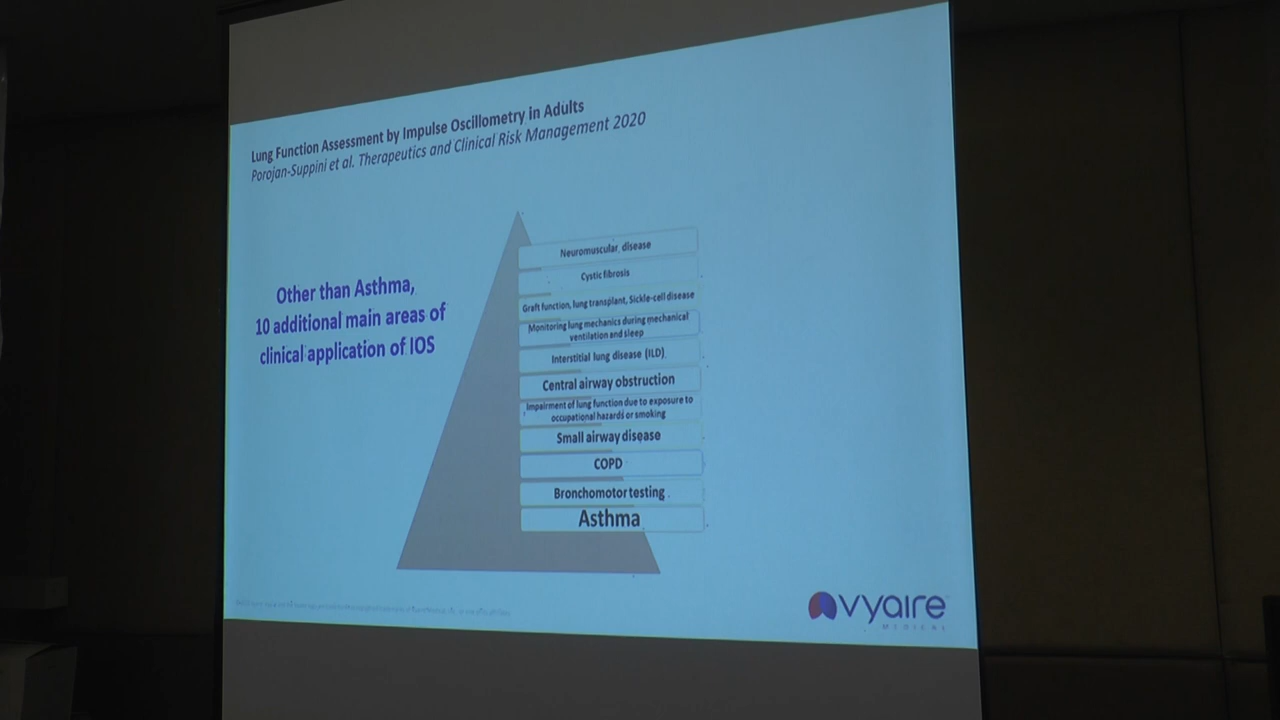 Lung Function Assessment by Impulse Oscillometry in Adults
Porojan-Suppini et al. Therapeutics and Clinical Risk Management 2020
Other than Asthma,
10 additional main areas of
clinical application of IOS
Neuromuscular disease
Cystic fibrosis
Graft function, lung transplant, Sickle-cell disease
Monitoring lung mechanics during mechanical
ventilation and sleep
Interstitial lung disease (ILD)
Central airway obstruction
Impairment of lung function due to exposure to
occupational hazards or smoking
Small airway disease
COPD
Bronchomotor testing
Asthma
vyaire
MEDICAL